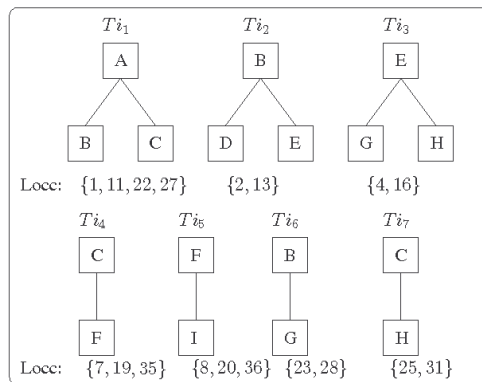 Ti₁ Ti₂ Ti₃
A B E
B C D E G H
Locc: {1, 11, 22, 27} {2, 13} {4, 16}
Ti₄ Ti₅ Ti₆ Ti₇
C F B C
F I G H
Locc: {7, 19, 35} {8, 20, 36} {23, 28} {25, 31}